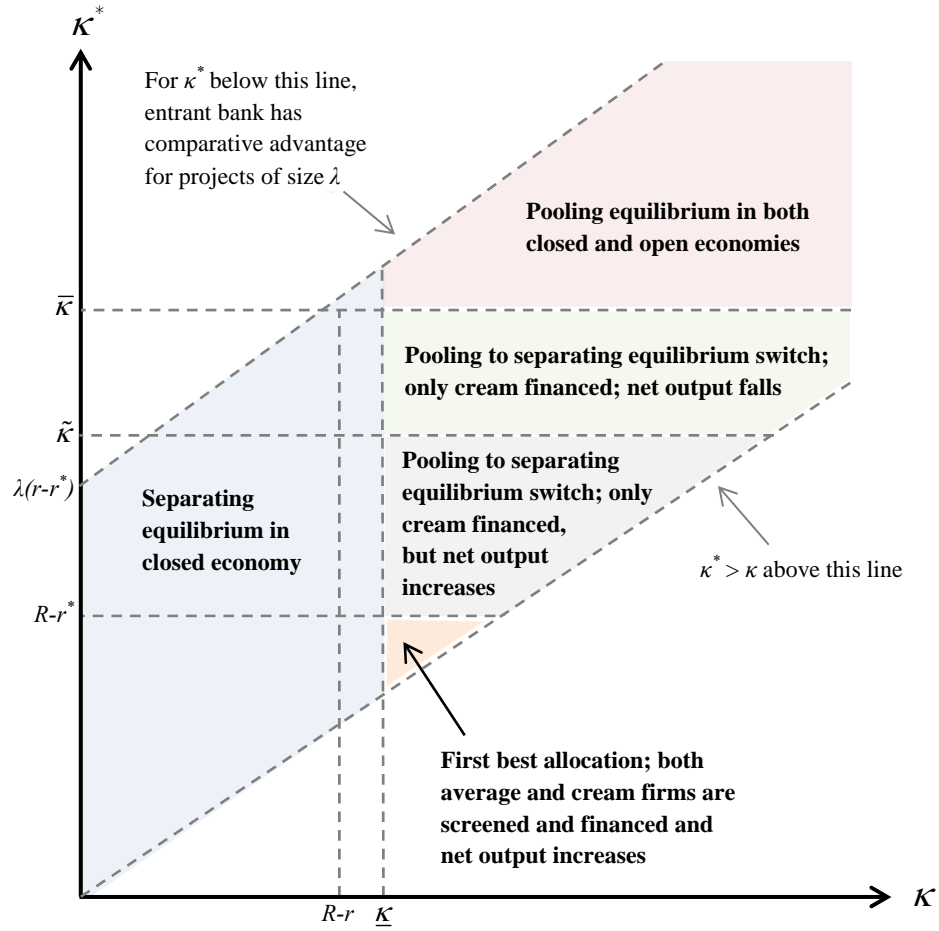 κ*
For κ* below this line,
entrant bank has
comparative advantage
for projects of size λ
Pooling equilibrium in both
closed and open economies
κ̅
Pooling to separating equilibrium switch;
only cream financed; net output falls
κ̃
λ(r-r*)
Pooling to separating
equilibrium switch; only
cream financed,
but net output
increases
Separating
equilibrium in
closed economy
κ* > κ above this line
R-r*
First best allocation; both
average and cream firms are
screened and financed and
net output increases
R-r
κ̲
κ